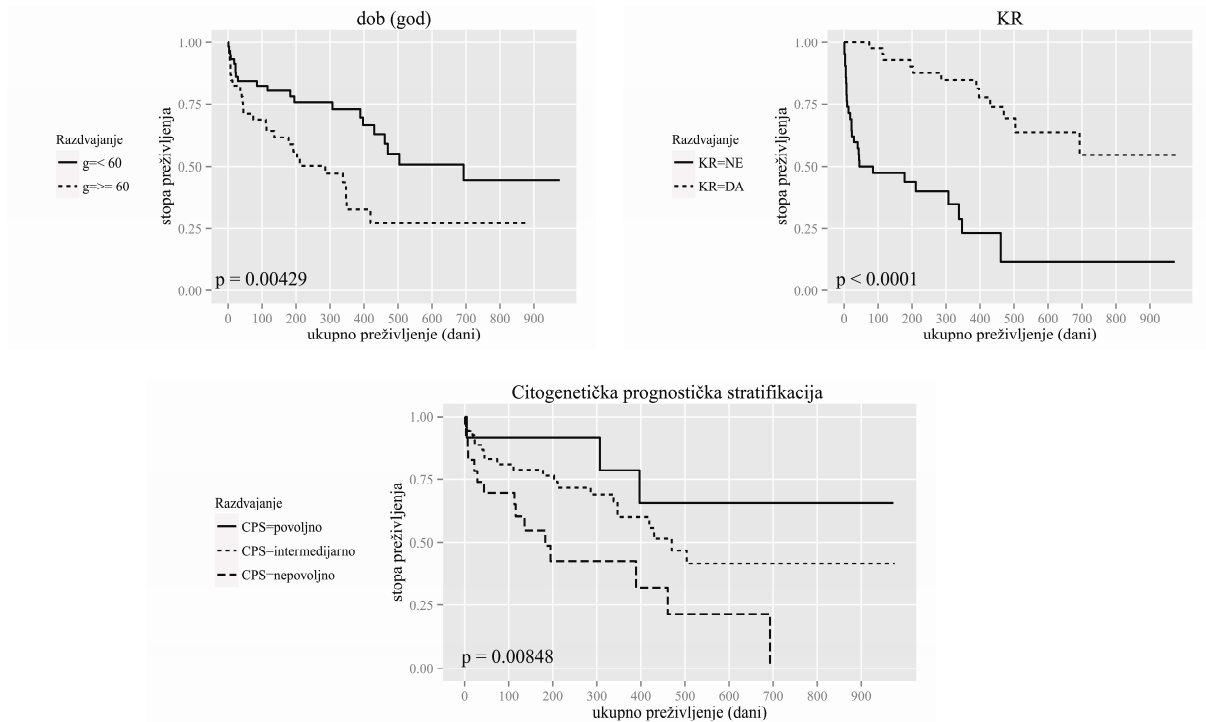 dob (god)
1.00
0.75
0.50
0.25
0.00
stopa preživljenja
Razdvajanje
g=< 60
g=>= 60
p = 0.00429
0 100 200 300 400 500 600 700 800 900
ukupno preživljenje (dani)
KR
1.00
0.75
0.50
0.25
0.00
stopa preživljenja
Razdvajanje
KR=NE
KR=DA
p < 0.0001
0 100 200 300 400 500 600 700 800 900
ukupno preživljenje (dani)
Citogenetička prognostička stratifikacija
1.00
0.75
0.50
0.25
0.00
stopa preživljenja
Razdvajanje
CPS=povoljno
CPS=intermedijarno
CPS=nepovoljno
p = 0.00848
0 100 200 300 400 500 600 700 800 900
ukupno preživljenje (dani)